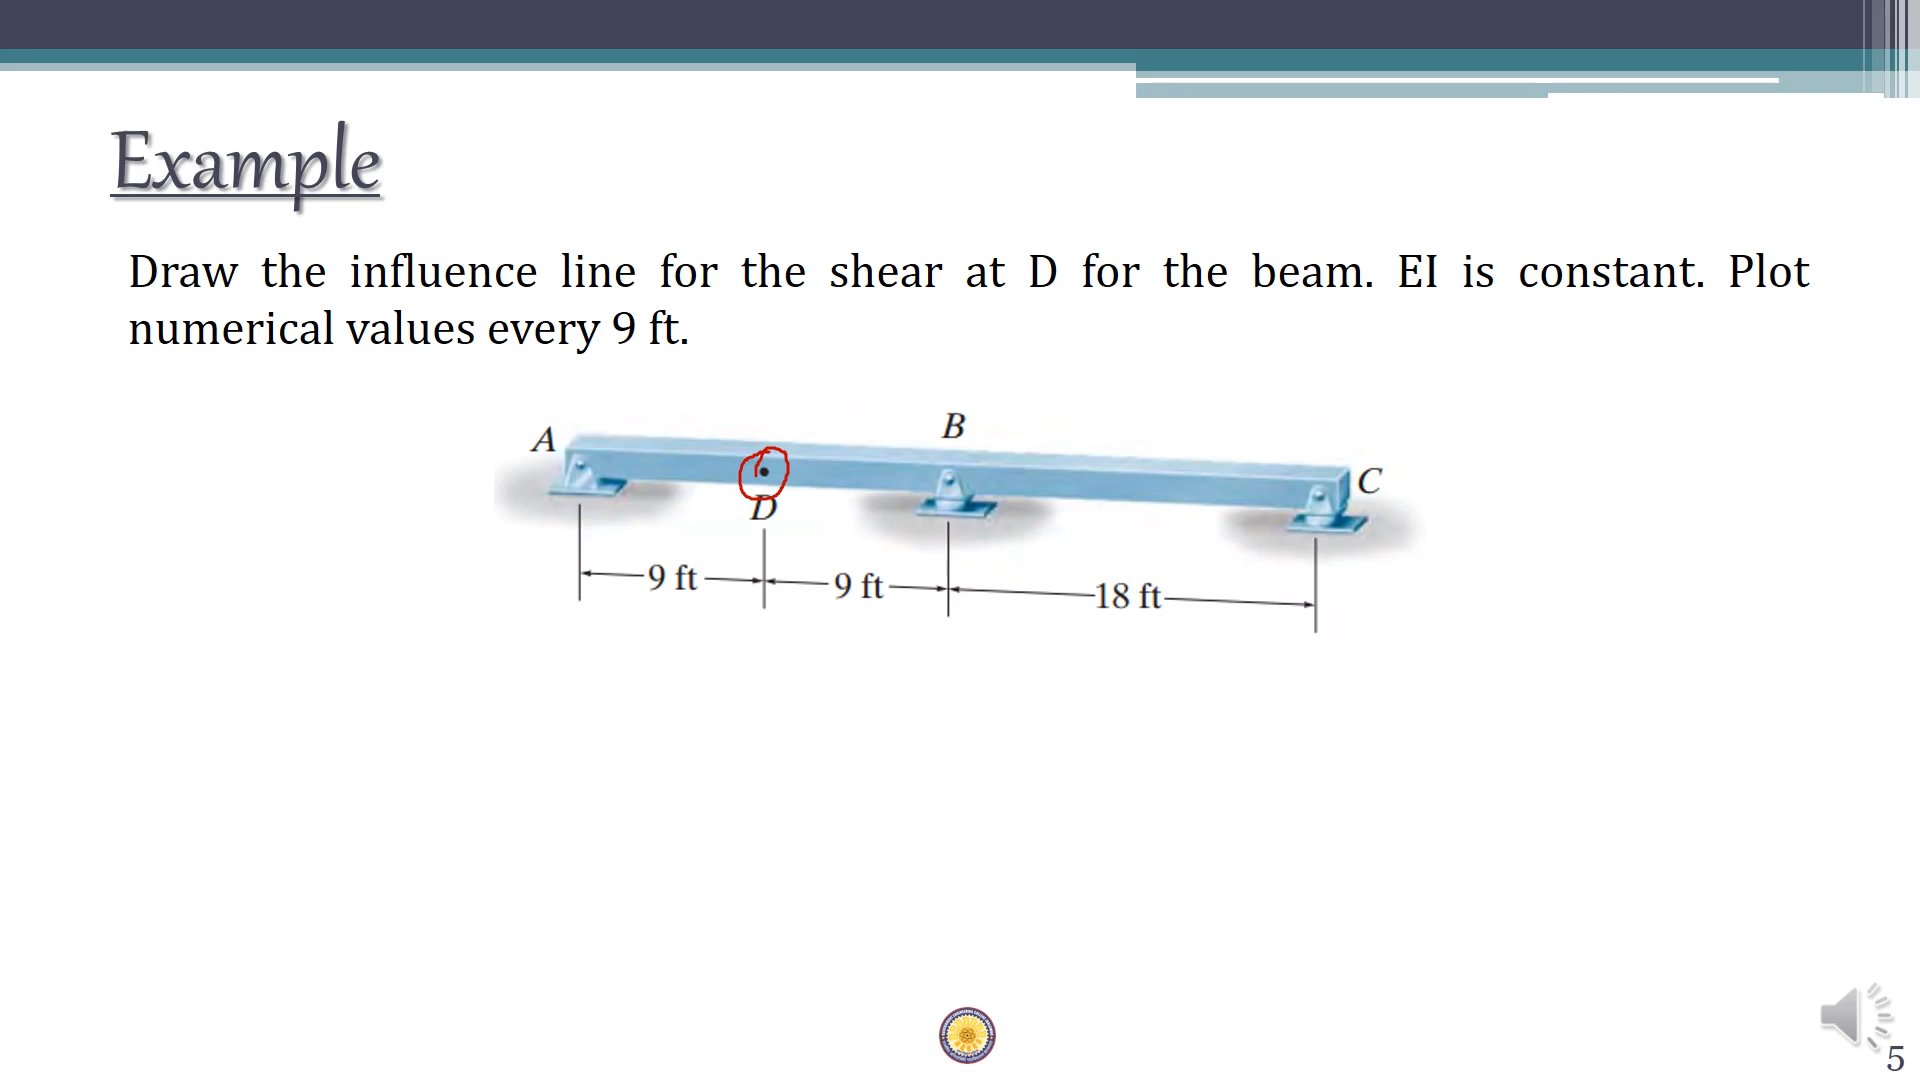 Example
Draw the influence line for the shear at D for the beam. EI is constant. Plot
numerical values every 9 ft.
B
A
C
D
9 ft
9 ft
18 ft
5